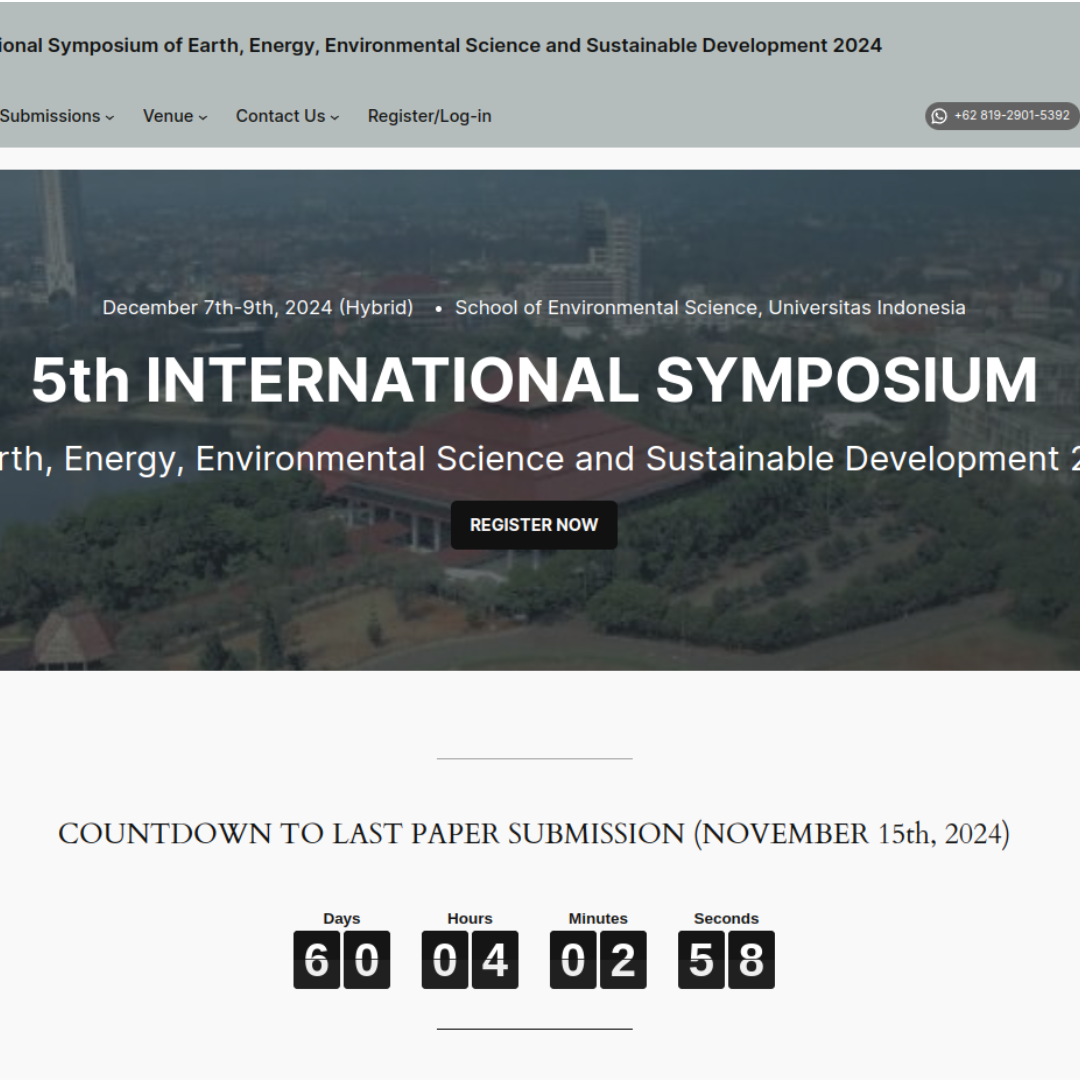 ional Symposium of Earth, Energy, Environmental Science and Sustainable Development 2024
Submissions Venue Contact Us Register/Log-in +62 819-2901-5392
December 7th-9th, 2024 (Hybrid) • School of Environmental Science, Universitas Indonesia
5th INTERNATIONAL SYMPOSIUM
rth, Energy, Environmental Science and Sustainable Development 2
REGISTER NOW
COUNTDOWN TO LAST PAPER SUBMISSION (NOVEMBER 15th, 2024)
Days Hours Minutes Seconds
60 04 02 58